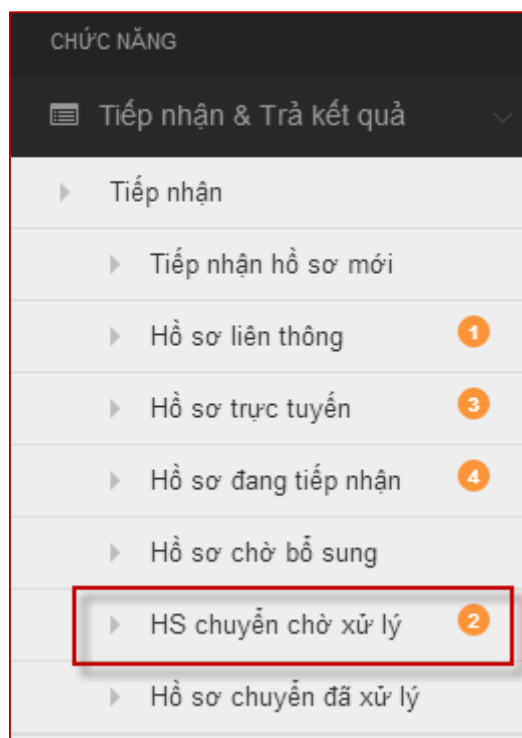 CHỨC NĂNG
Tiếp nhận & Trả kết quả
Tiếp nhận
Tiếp nhận hồ sơ mới
Hồ sơ liên thông 1
Hồ sơ trực tuyến 3
Hồ sơ đang tiếp nhận 4
Hồ sơ chờ bổ sung
HS chuyển chờ xử lý 2
Hồ sơ chuyển đã xử lý